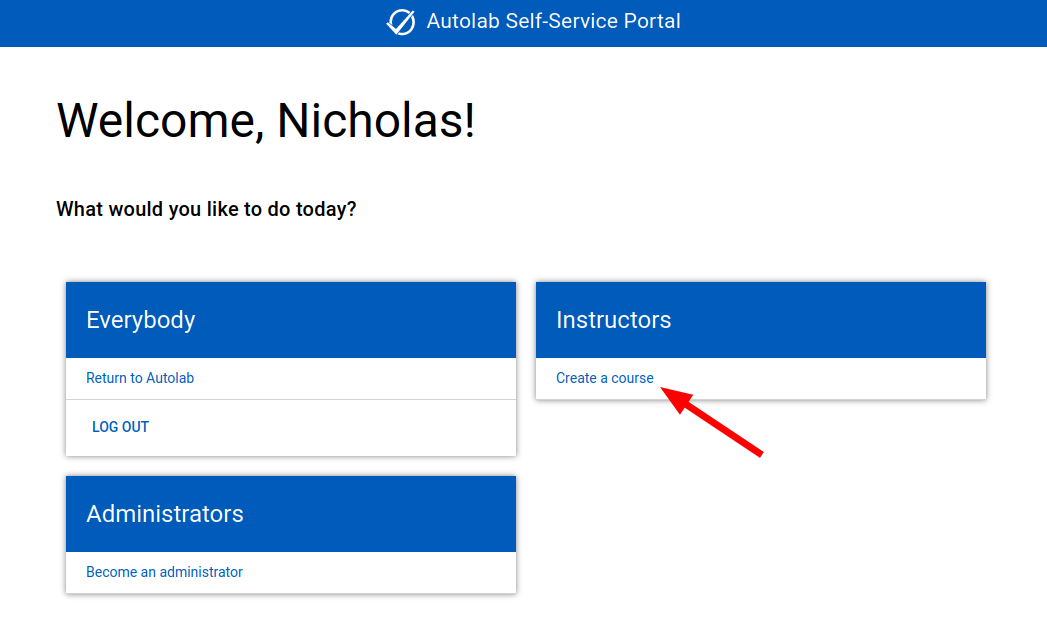 Autolab Self-Service Portal
Welcome, Nicholas!
What would you like to do today?
Everybody
Return to Autolab
LOG OUT
Instructors
Create a course
Administrators
Become an administrator